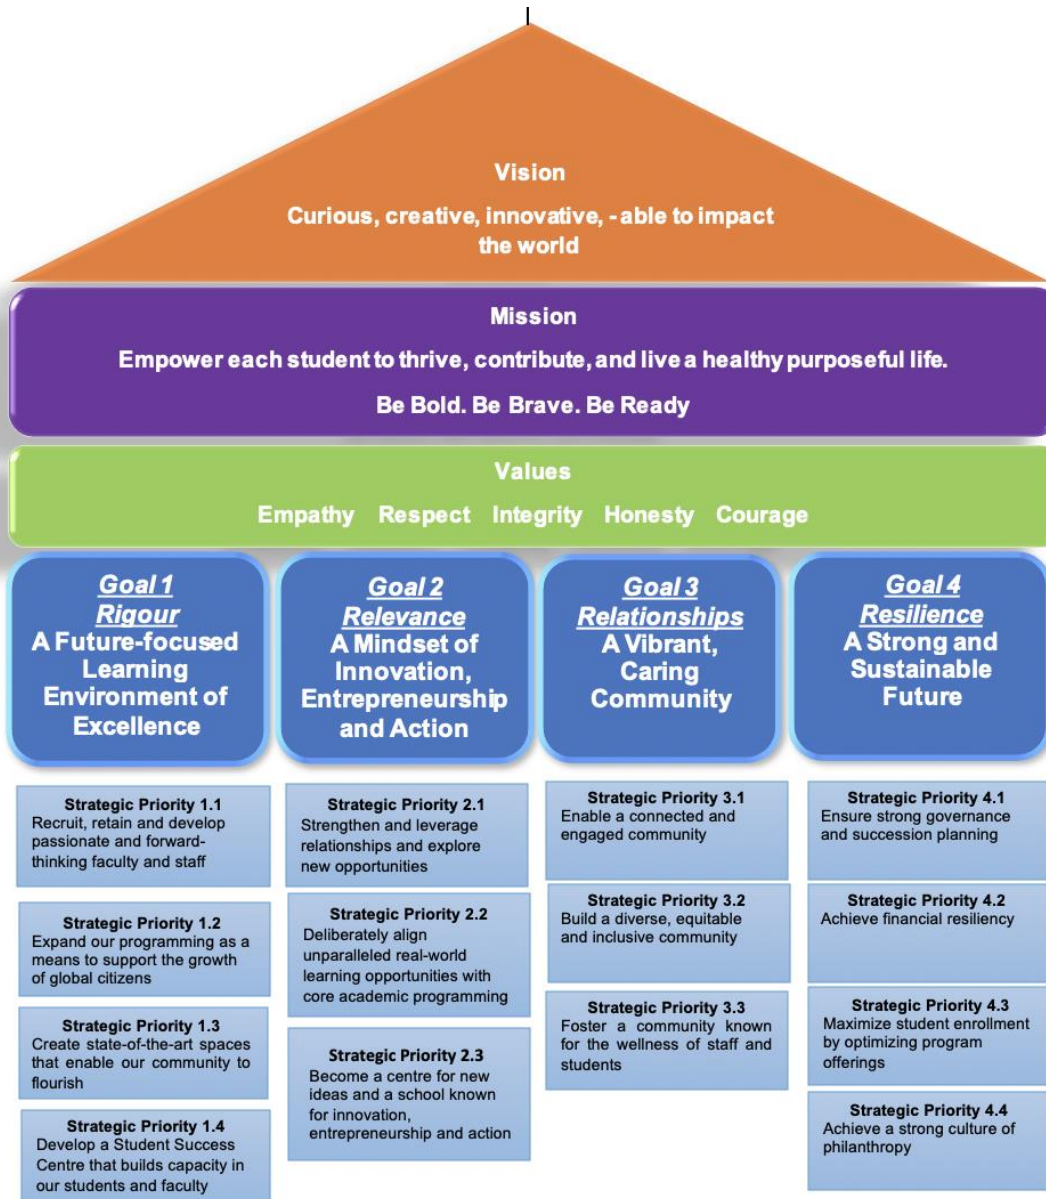 Vision
Curious, creative, innovative, - able to impact
the world
Mission
Empower each student to thrive, contribute, and live a healthy purposeful life.
Be Bold. Be Brave. Be Ready
Values
Empathy Respect Integrity Honesty Courage
Goal 1
Rigour
A Future-focused
Learning
Environment of
Excellence
Goal 2
Relevance
A Mindset of
Innovation,
Entrepreneurship
and Action
Goal 3
Relationships
A Vibrant,
Caring
Community
Goal 4
Resilience
A Strong and
Sustainable
Future
Strategic Priority 1.1
Recruit, retain and develop
passionate and forward-
thinking faculty and staff
Strategic Priority 1.2
Expand our programming as a
means to support the growth
of global citizens
Strategic Priority 1.3
Create state-of-the-art spaces
that enable our community to
flourish
Strategic Priority 1.4
Develop a Student Success
Centre that builds capacity in
our students and faculty
Strategic Priority 2.1
Strengthen and leverage
relationships and explore
new opportunities
Strategic Priority 2.2
Deliberately align
unparalleled real-world
learning opportunities with
core academic programming
Strategic Priority 2.3
Become a centre for new
ideas and a school known
for innovation,
entrepreneurship and action
Strategic Priority 3.1
Enable a connected and
engaged community
Strategic Priority 3.2
Build a diverse, equitable
and inclusive community
Strategic Priority 3.3
Foster a community known
for the wellness of staff and
students
Strategic Priority 4.1
Ensure strong governance
and succession planning
Strategic Priority 4.2
Achieve financial resiliency
Strategic Priority 4.3
Maximize student enrollment
by optimizing program
offerings
Strategic Priority 4.4
Achieve a strong culture of
philanthropy